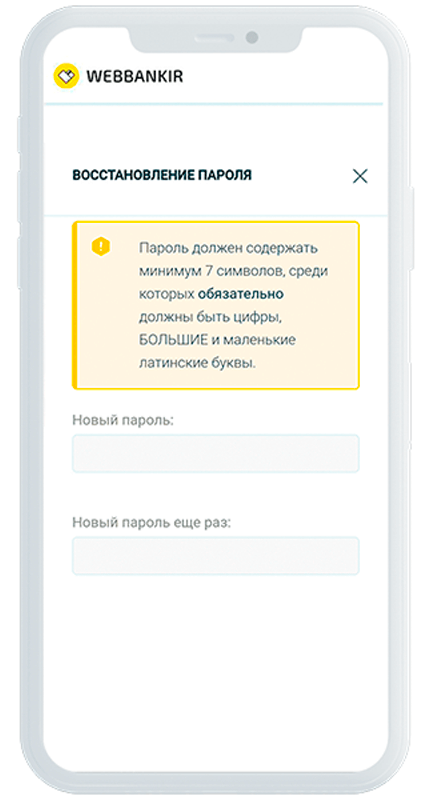 WEBBANKIR
ВОССТАНОВЛЕНИЕ ПАРОЛЯ
Пароль должен содержать
минимум 7 символов, среди
которых обязательно
должны быть цифры,
БОЛЬШИЕ и маленькие
латинские буквы.
Новый пароль:
Новый пароль еще раз: